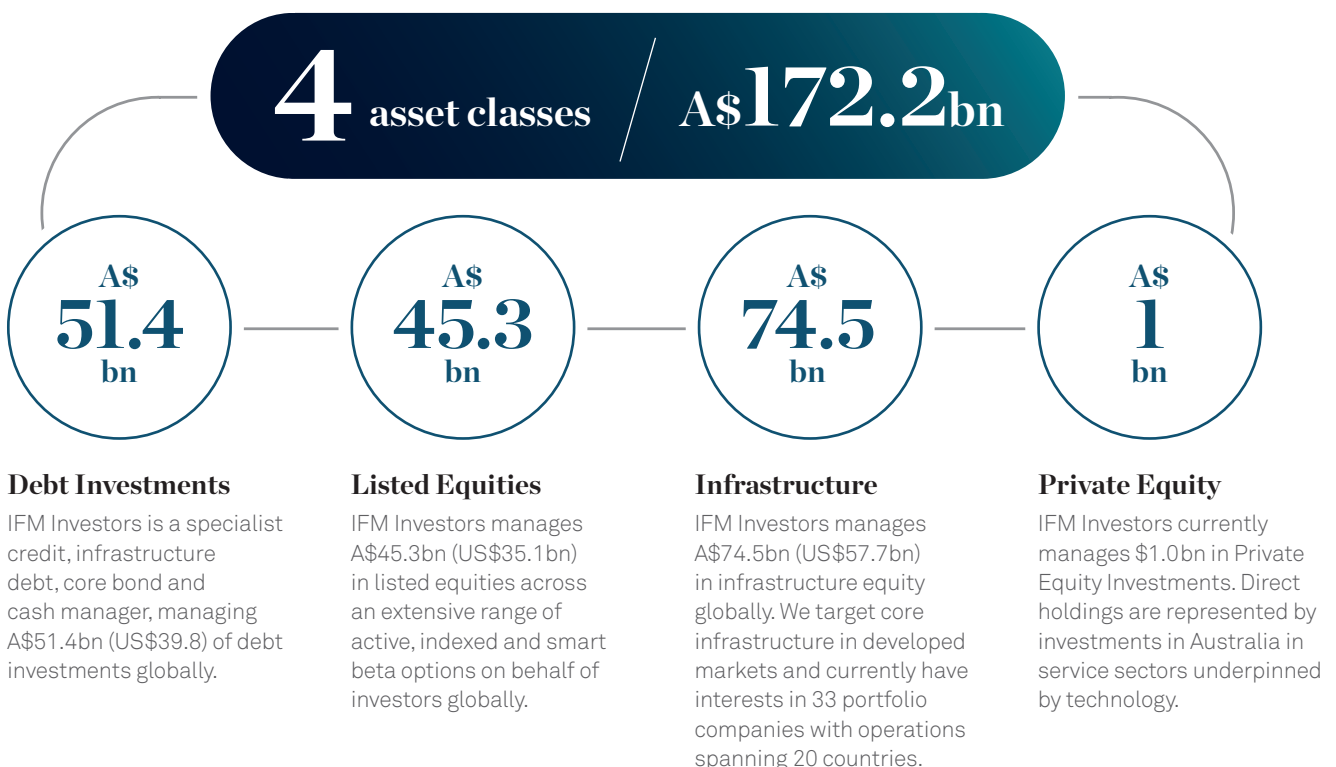 4 asset classes / A$172.2bn
A$
51.4
bn
A$
45.3
bn
A$
74.5
bn
A$
1
bn
Debt Investments
IFM Investors is a specialist
credit, infrastructure
debt, core bond and
cash manager, managing
A$51.4bn (US$39.8) of debt
investments globally.
Listed Equities
IFM Investors manages
A$45.3bn (US$35.1bn)
in listed equities across
an extensive range of
active, indexed and smart
beta options on behalf of
investors globally.
Infrastructure
IFM Investors manages
A$74.5bn (US$57.7bn)
in infrastructure equity
globally. We target core
infrastructure in developed
markets and currently have
interests in 33 portfolio
companies with operations
spanning 20 countries.
Private Equity
IFM Investors currently
manages $1.0bn in Private
Equity Investments. Direct
holdings are represented by
investments in Australia in
service sectors underpinned
by technology.